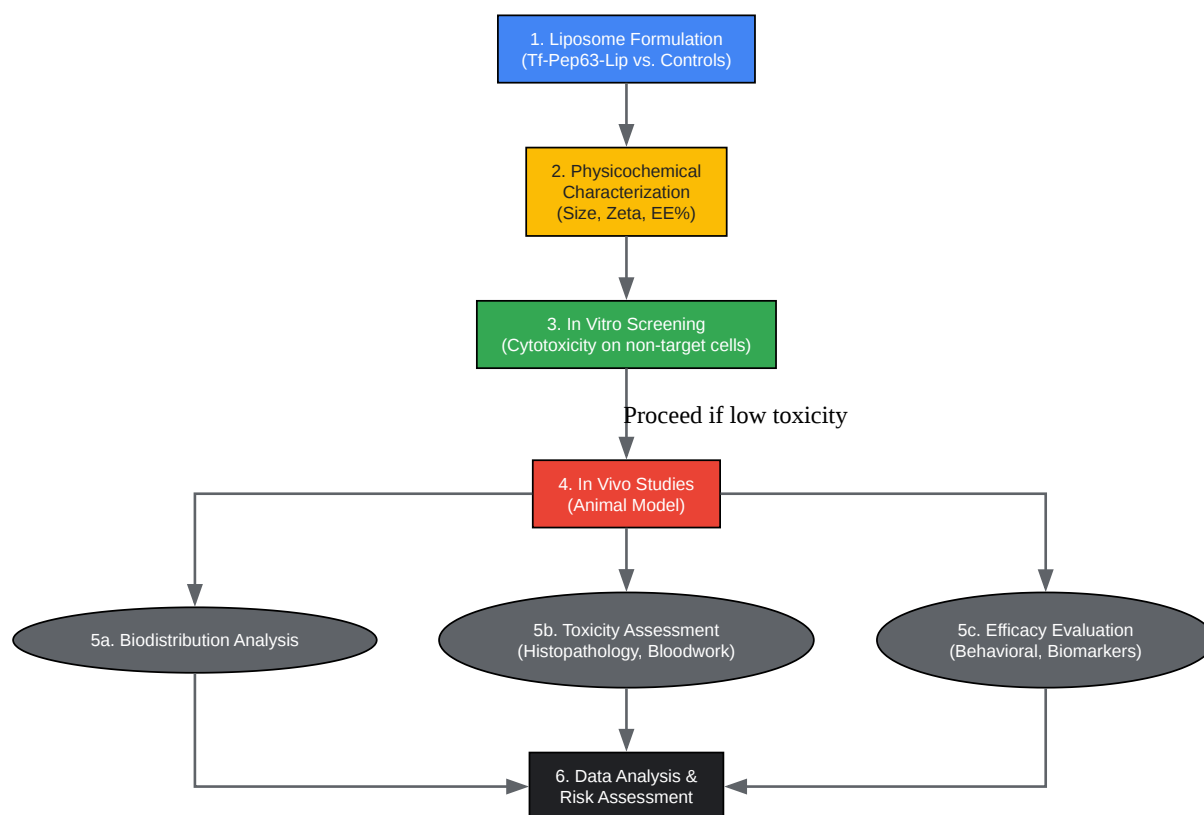 1. Liposome Formulation
(Tf-Pep63-Lip vs. Controls)
2. Physicochemical
Characterization
(Size, Zeta, EE%)
3. In Vitro Screening
(Cytotoxicity on non-target cells)
Proceed if low toxicity
4. In Vivo Studies
(Animal Model)
5a. Biodistribution Analysis
5b. Toxicity Assessment
(Histopathology, Bloodwork)
5c. Efficacy Evaluation
(Behavioral, Biomarkers)
6. Data Analysis &
Risk Assessment